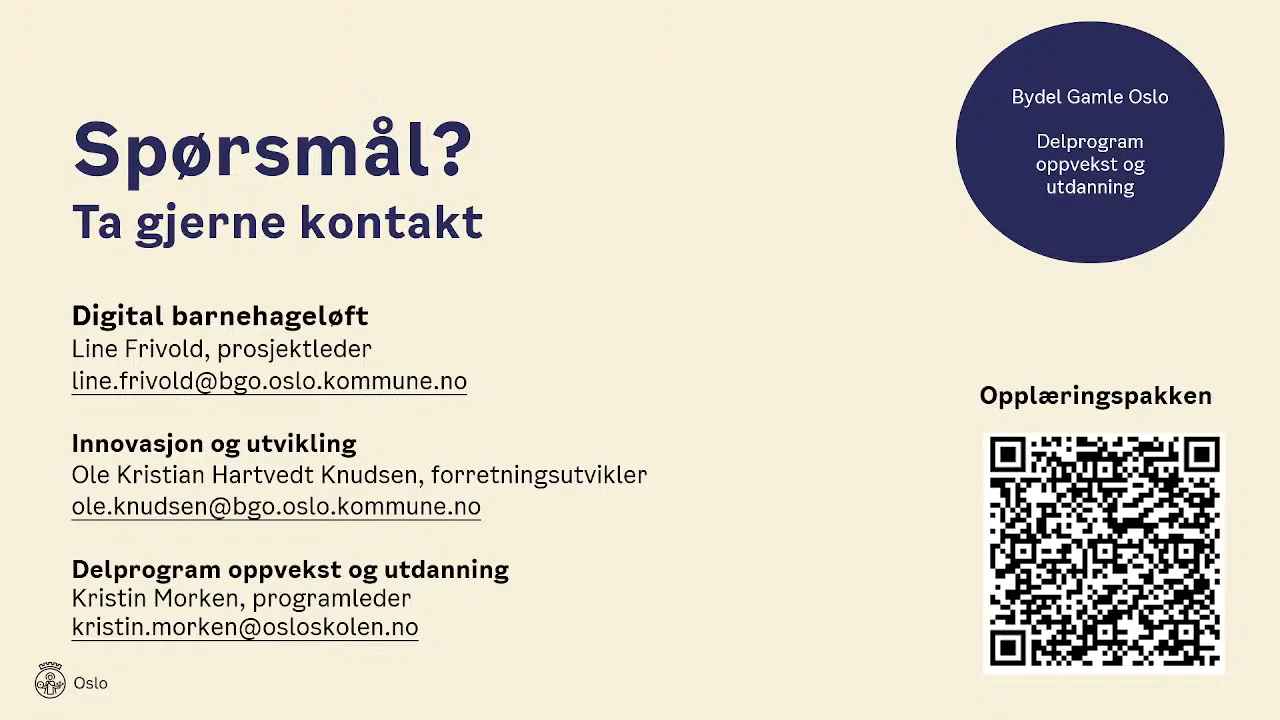 Spørsmål?
Ta gjerne kontakt
Digital barnehageløft
Line Frivold, prosjektleder
line.frivold@bgo.oslo.kommune.no
Innovasjon og utvikling
Ole Kristian Hartvedt Knudsen, forretningsutvikler
ole.knudsen@bgo.oslo.kommune.no
Delprogram oppvekst og utdanning
Kristin Morken, programleder
kristin.morken@osloskolen.no
Oslo
Bydel Gamle Oslo
Delprogram
oppvekst og
utdanning
Opplæringspakken